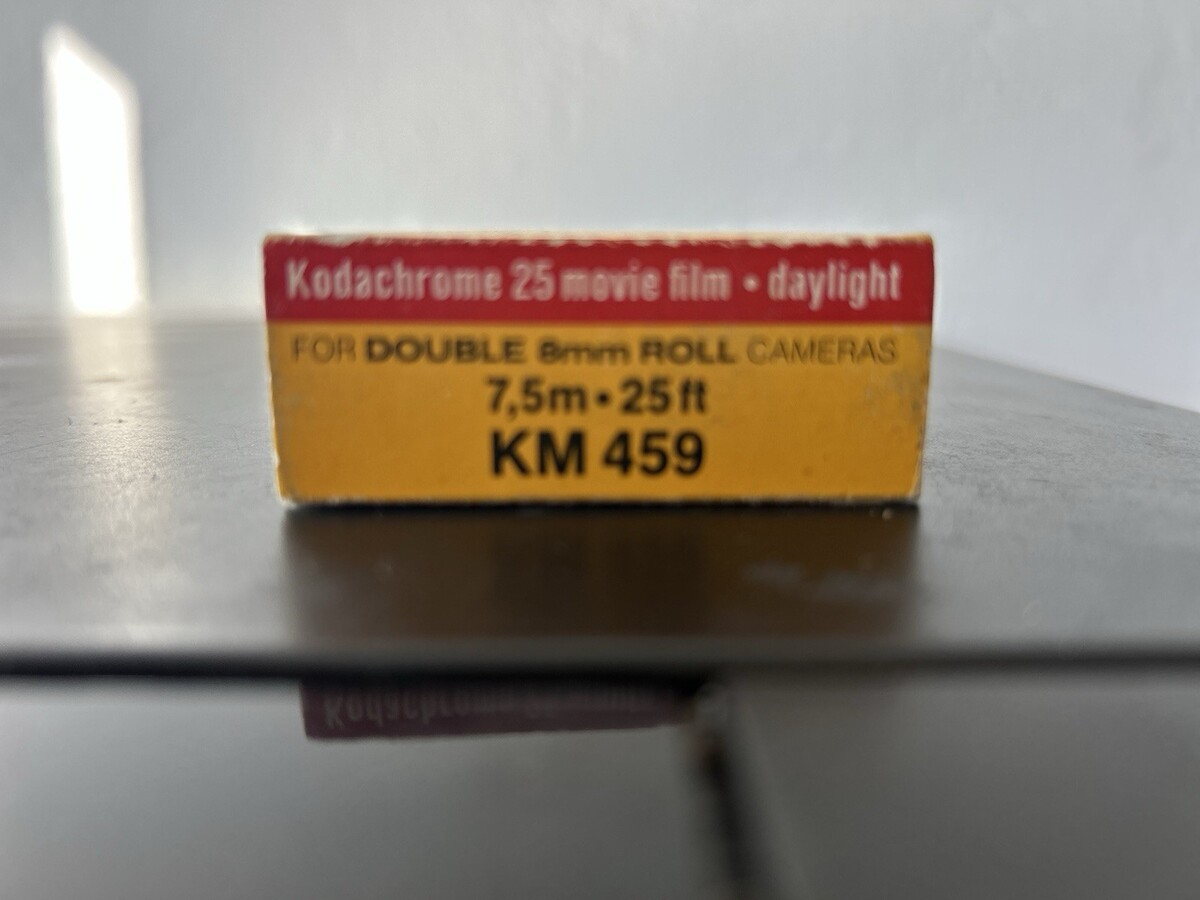 Kodachrome 25 movie film • daylight
FOR DOUBLE 8mm ROLL CAMERAS
7,5m • 25 ft
KM 459